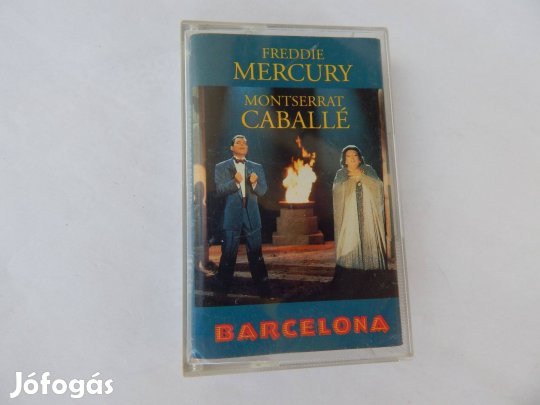 FREDDIE
MERCURY
MONTSERRAT
CABALLÉ
BARCELONA
Jófogás